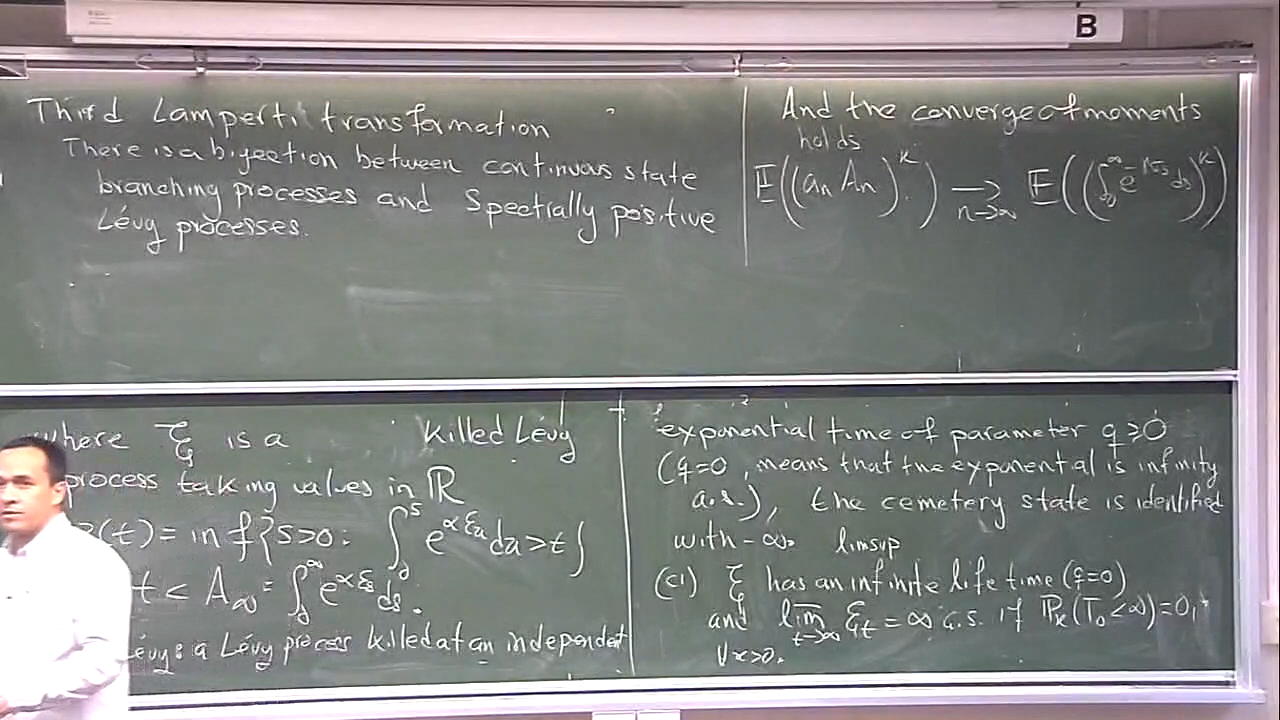 B
Third Lamperti transformation
There is a bijection between continuous state
branching processes and Spectrally positive
Lévy processes.
And the converge of moments
holds
E((a_n A_n)^k) → n→∞ E((∫_0^∞ e^{-} ds)^k)
where ξ is a killed Lévy
process taking values in ℝ
(t) = inf{s>0: ∫_0^s e^{αξ_u} du > t}
t < A_∞ = ∫_0^∞ e^{αξ_s} ds.
Lévy: a Lévy process killed at an independent
exponential time of parameter q ≥ 0
(q=0, means that the exponential is infinity
a.s.), the cemetery state is identified
with -∞. limsup
(C1) ξ has an infinite life time (q=0)
and lim t→∞ ξ_t = ∞ a.s. if ℙ_x(T_0<∞)=0,
∀x>0.